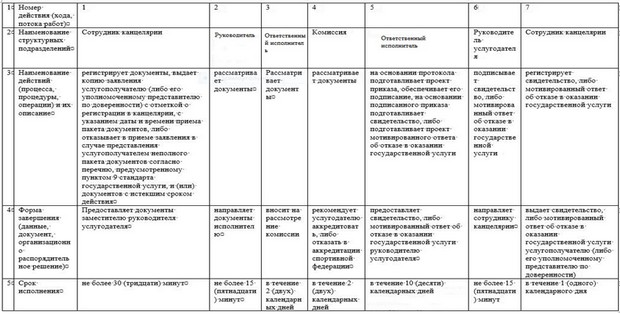 1 Номер действия (хода, потока работ) 1 2 3 4 5 6 7
2 Наименование структурных подразделений
Сотрудник канцелярии
Руководитель
Ответственный исполнитель
Комиссия
Ответственный исполнитель
Руководитель услугодателя
Сотрудник канцелярии
3 Наименование действий (процесса, процедуры, операции) и их описание
регистрирует документы, выдает
копию заявления
услугополучителю (либо его
уполномоченному представителю
по доверенности) с отметкой о
регистрации в канцелярии, с
указанием даты и времени приема
пакета документов, либо
отказывает в приеме заявления в
случае представления
услугополучателем неполного
пакета документов согласно
перечню, предусмотренному
пунктом 9 стандарта
государственной услуги, и (или)
документов с истекшим сроком
действия
рассматривает документы
Рассматривает документы
рассматривает документы
на основании протокола
подготавливает проект
приказа, обеспечивает его
подписание, на основании
подписанного приказа
подготавливает
свидетельство, либо
подготавливает проект
мотивированного ответа
об отказе в оказании
государственной услуги
подписывает свидетельство, либо мотивированный ответ об отказе в оказании государственной услуги
регистрирует
свидетельство, либо
мотивированный ответ
об отказе в оказании
государственной услуги
4 Форма завершения (данные, документ, организационно распорядительное решение)
Предоставляет документы
заместителю руководителя
услугодателя
направляет документы исполнителю
вносит на рассмотрение комиссии
рекомендует услугодателю аккредитовать, либо отказать в аккредитации спортивной федерации
предоставляет
свидетельство, либо
мотивированный ответ об
отказе в оказании
государственной услуги
руководителю
услугодателя
направляет сотруднику канцелярии
выдает свидетельство,
либо мотивированный
ответ об отказе в
оказании
государственной услуги
услугополучателю (либо
его уполномоченному
представителю по
доверенности)
5 Срок исполнения
не более 30 (тридцати) минут
не более 15 (пятнадцати) минут
в течение 2 (двух) календарных дней
в течение 2 (двух) календарных дней
в течение 10 (десяти)
календарных дней
не более 15 (пятнадцати) минут
в течение 1 (одного)
календарного дня